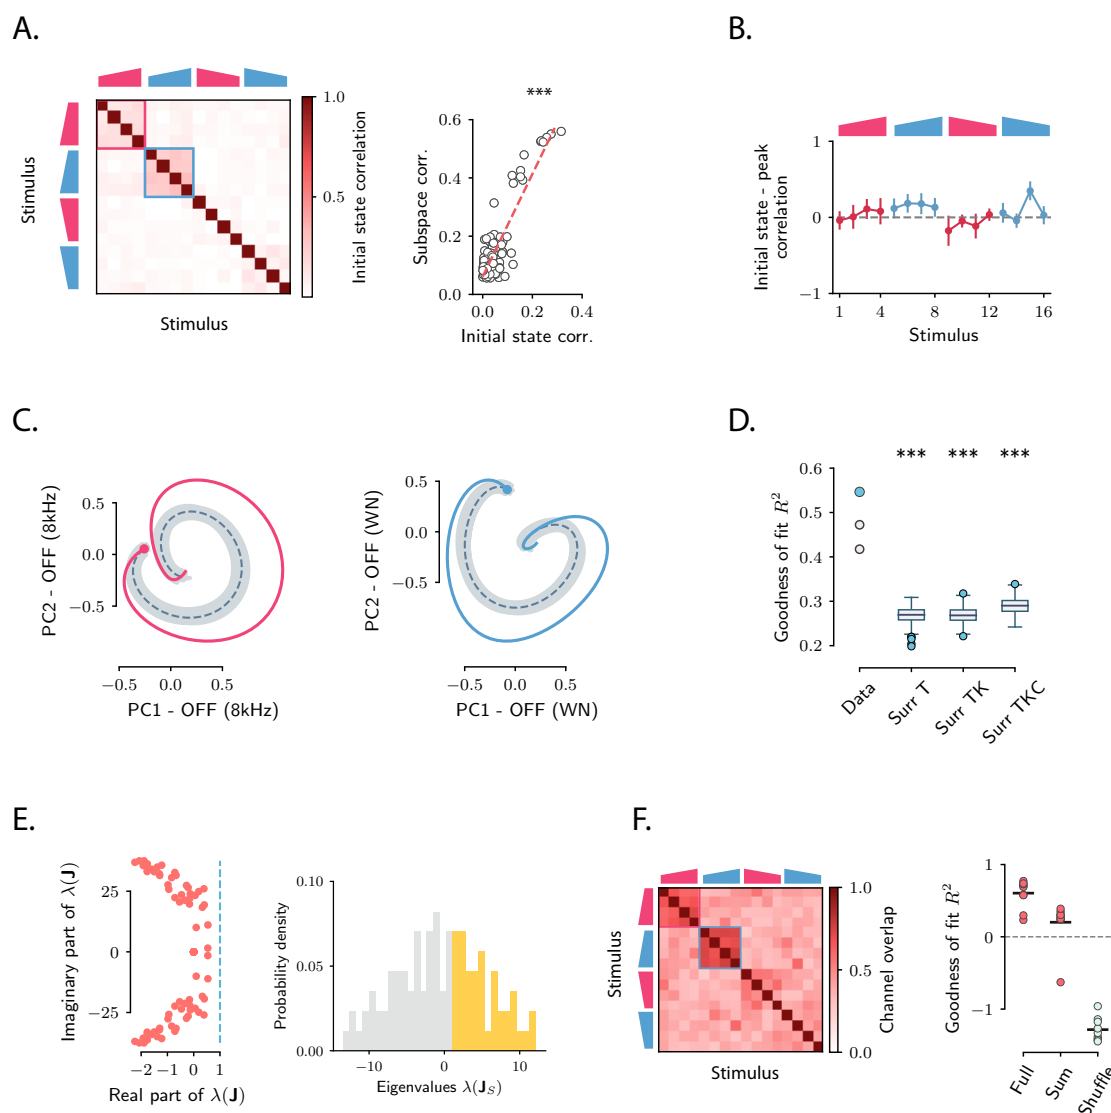 A.
Stimulus
Stimulus
1.0
0.5
Initial state correlation
***
Subspace corr.
0.6
0.4
0.2
0.0
0.0 0.2 0.4
Initial state corr.
B.
Initial state - peak
correlation
1
0
−1
1 4 8 12 16
Stimulus
C.
PC2 - OFF (8kHz)
0.5
0.0
−0.5
−0.5 0.0 0.5
PC1 - OFF (8kHz)
PC2 - OFF (WN)
0.5
0.0
−0.5
−0.5 0.0 0.5
PC1 - OFF (WN)
D.
*** *** ***
Goodness of fit R²
0.6
0.5
0.4
0.3
0.2
Data
Surr T
Surr TK
Surr TKC
E.
Imaginary part of λ(J)
25
0
−25
−2 −1 0 1
Real part of λ(J)
Probability density
0.10
0.05
0.00
−10 0 10
Eigenvalues λ(J_S)
F.
Stimulus
Stimulus
1.0
0.5
0.0
Channel overlap
Goodness of fit R²
1
0
−1
Full
Sum
Shuffle